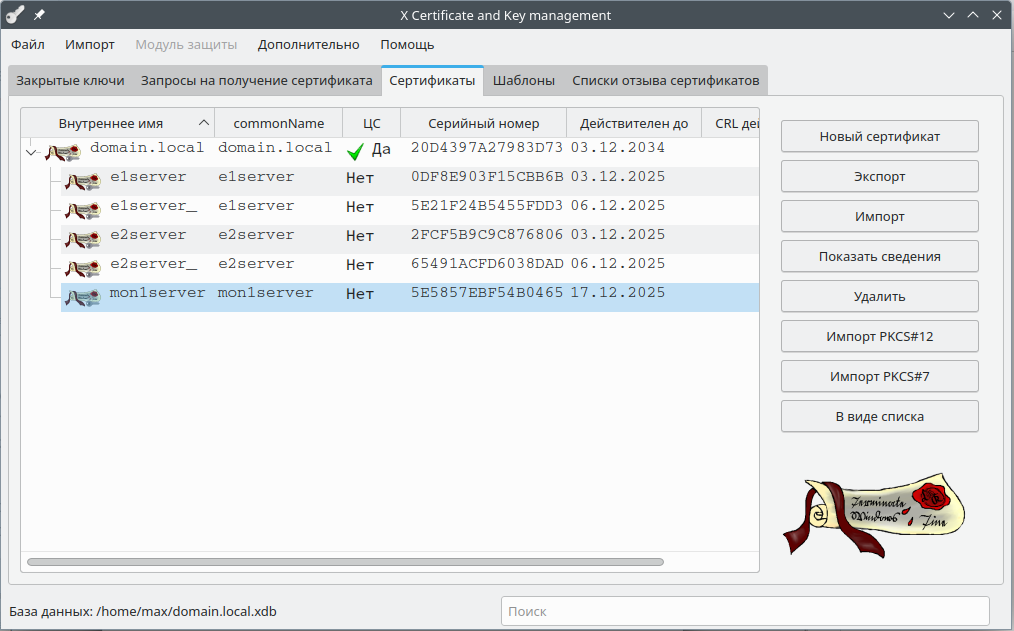 X Certificate and Key management
Файл Импорт Модуль защиты Дополнительно Помощь
Закрытые ключи Запросы на получение сертификата Сертификаты Шаблоны Списки отзыва сертификатов
Внутреннее имя commonName ЦС Серийный номер Действителен до CRL дей
domain.local domain.local Да 20D4397A27983D73 03.12.2034
e1server e1server Нет 0DF8E903F15CBB6B 03.12.2025
e1server_ e1server Нет 5E21F24B5455FDD3 06.12.2025
e2server e2server Нет 2FCF5B9C9C876806 03.12.2025
e2server_ e2server Нет 65491ACFD6038DAD 06.12.2025
mon1server mon1server Нет 5E5857EBF54B0465 17.12.2025
Новый сертификат
Экспорт
Импорт
Показать сведения
Удалить
Импорт PKCS#12
Импорт PKCS#7
В виде списка
Terminate
Windows
Fine
База данных: /home/max/domain.local.xdb
Поиск